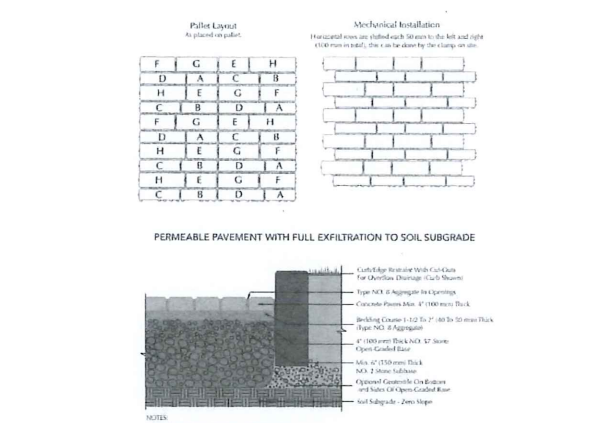 Pallet Layout
As placed on pallet.
Mechanical Installation
Horizontal rows are shifted each 50 mm to the left and right
(100 mm in total), this can be done by the clamp on site.
F G E H
D A C B
H E G F
C B D A
F G E H
D A C B
H E G F
C B D A
H E G F
C B D A
PERMEABLE PAVEMENT WITH FULL EXFILTRATION TO SOIL SUBGRADE
Curb/Edge Restraint With Cut-Outs
For Overflow Drainage (Curb Shown)
Type NO. 8 Aggregate In Openings
Concrete Pavers Min. 4" (100 mm) Thick
Bedding Course 1-1/2 To 2" (40 To 50 mm) Thick
(Type NO. 8 Aggregate)
4" (100 mm) Thick NO. 57 Stone
Open-Graded Base
Min. 6" (150 mm) Thick
NO. 2 Stone Subbase
Optional Geotextile On Bottom
and Sides Of Open-Graded Base
Soil Subgrade - Zero Slope
NOTES: